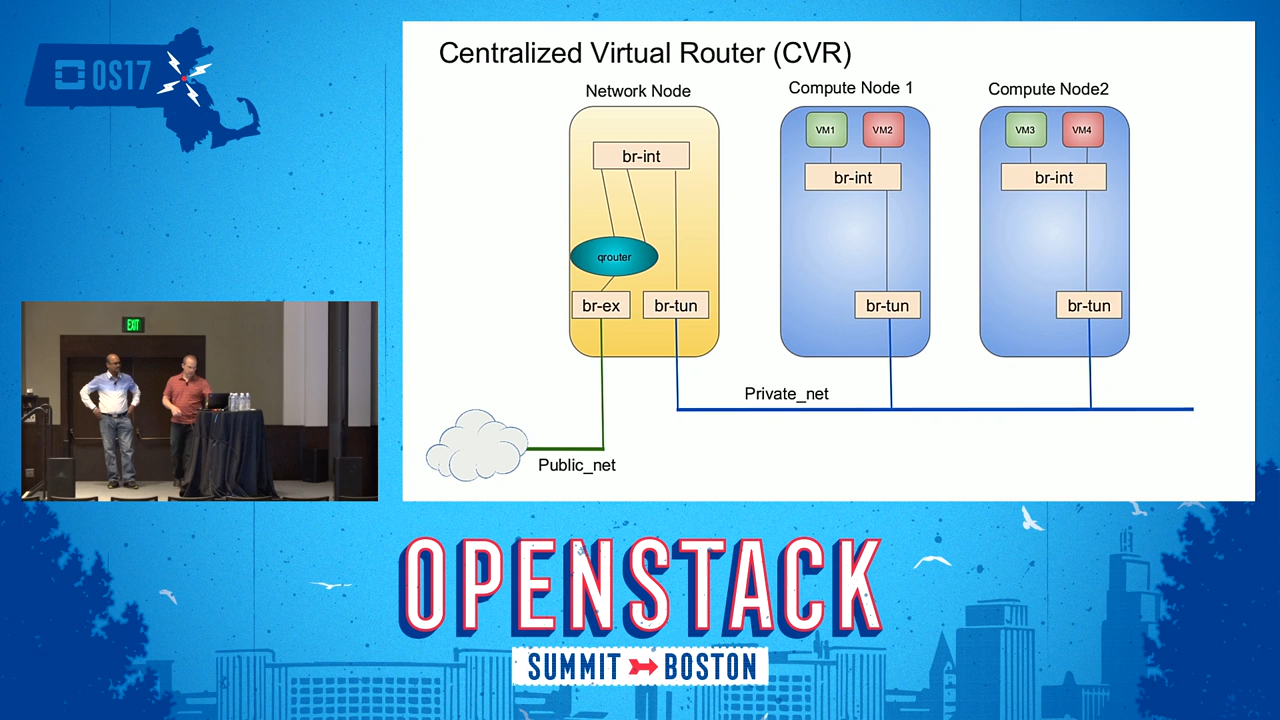 OS17
Centralized Virtual Router (CVR)
Network Node
Compute Node 1
Compute Node2
VM1
VM2
VM3
VM4
br-int
br-int
br-int
qrouter
br-ex
br-tun
br-tun
br-tun
Private_net
Public_net
EXIT
OPENSTACK
SUMMIT BOSTON